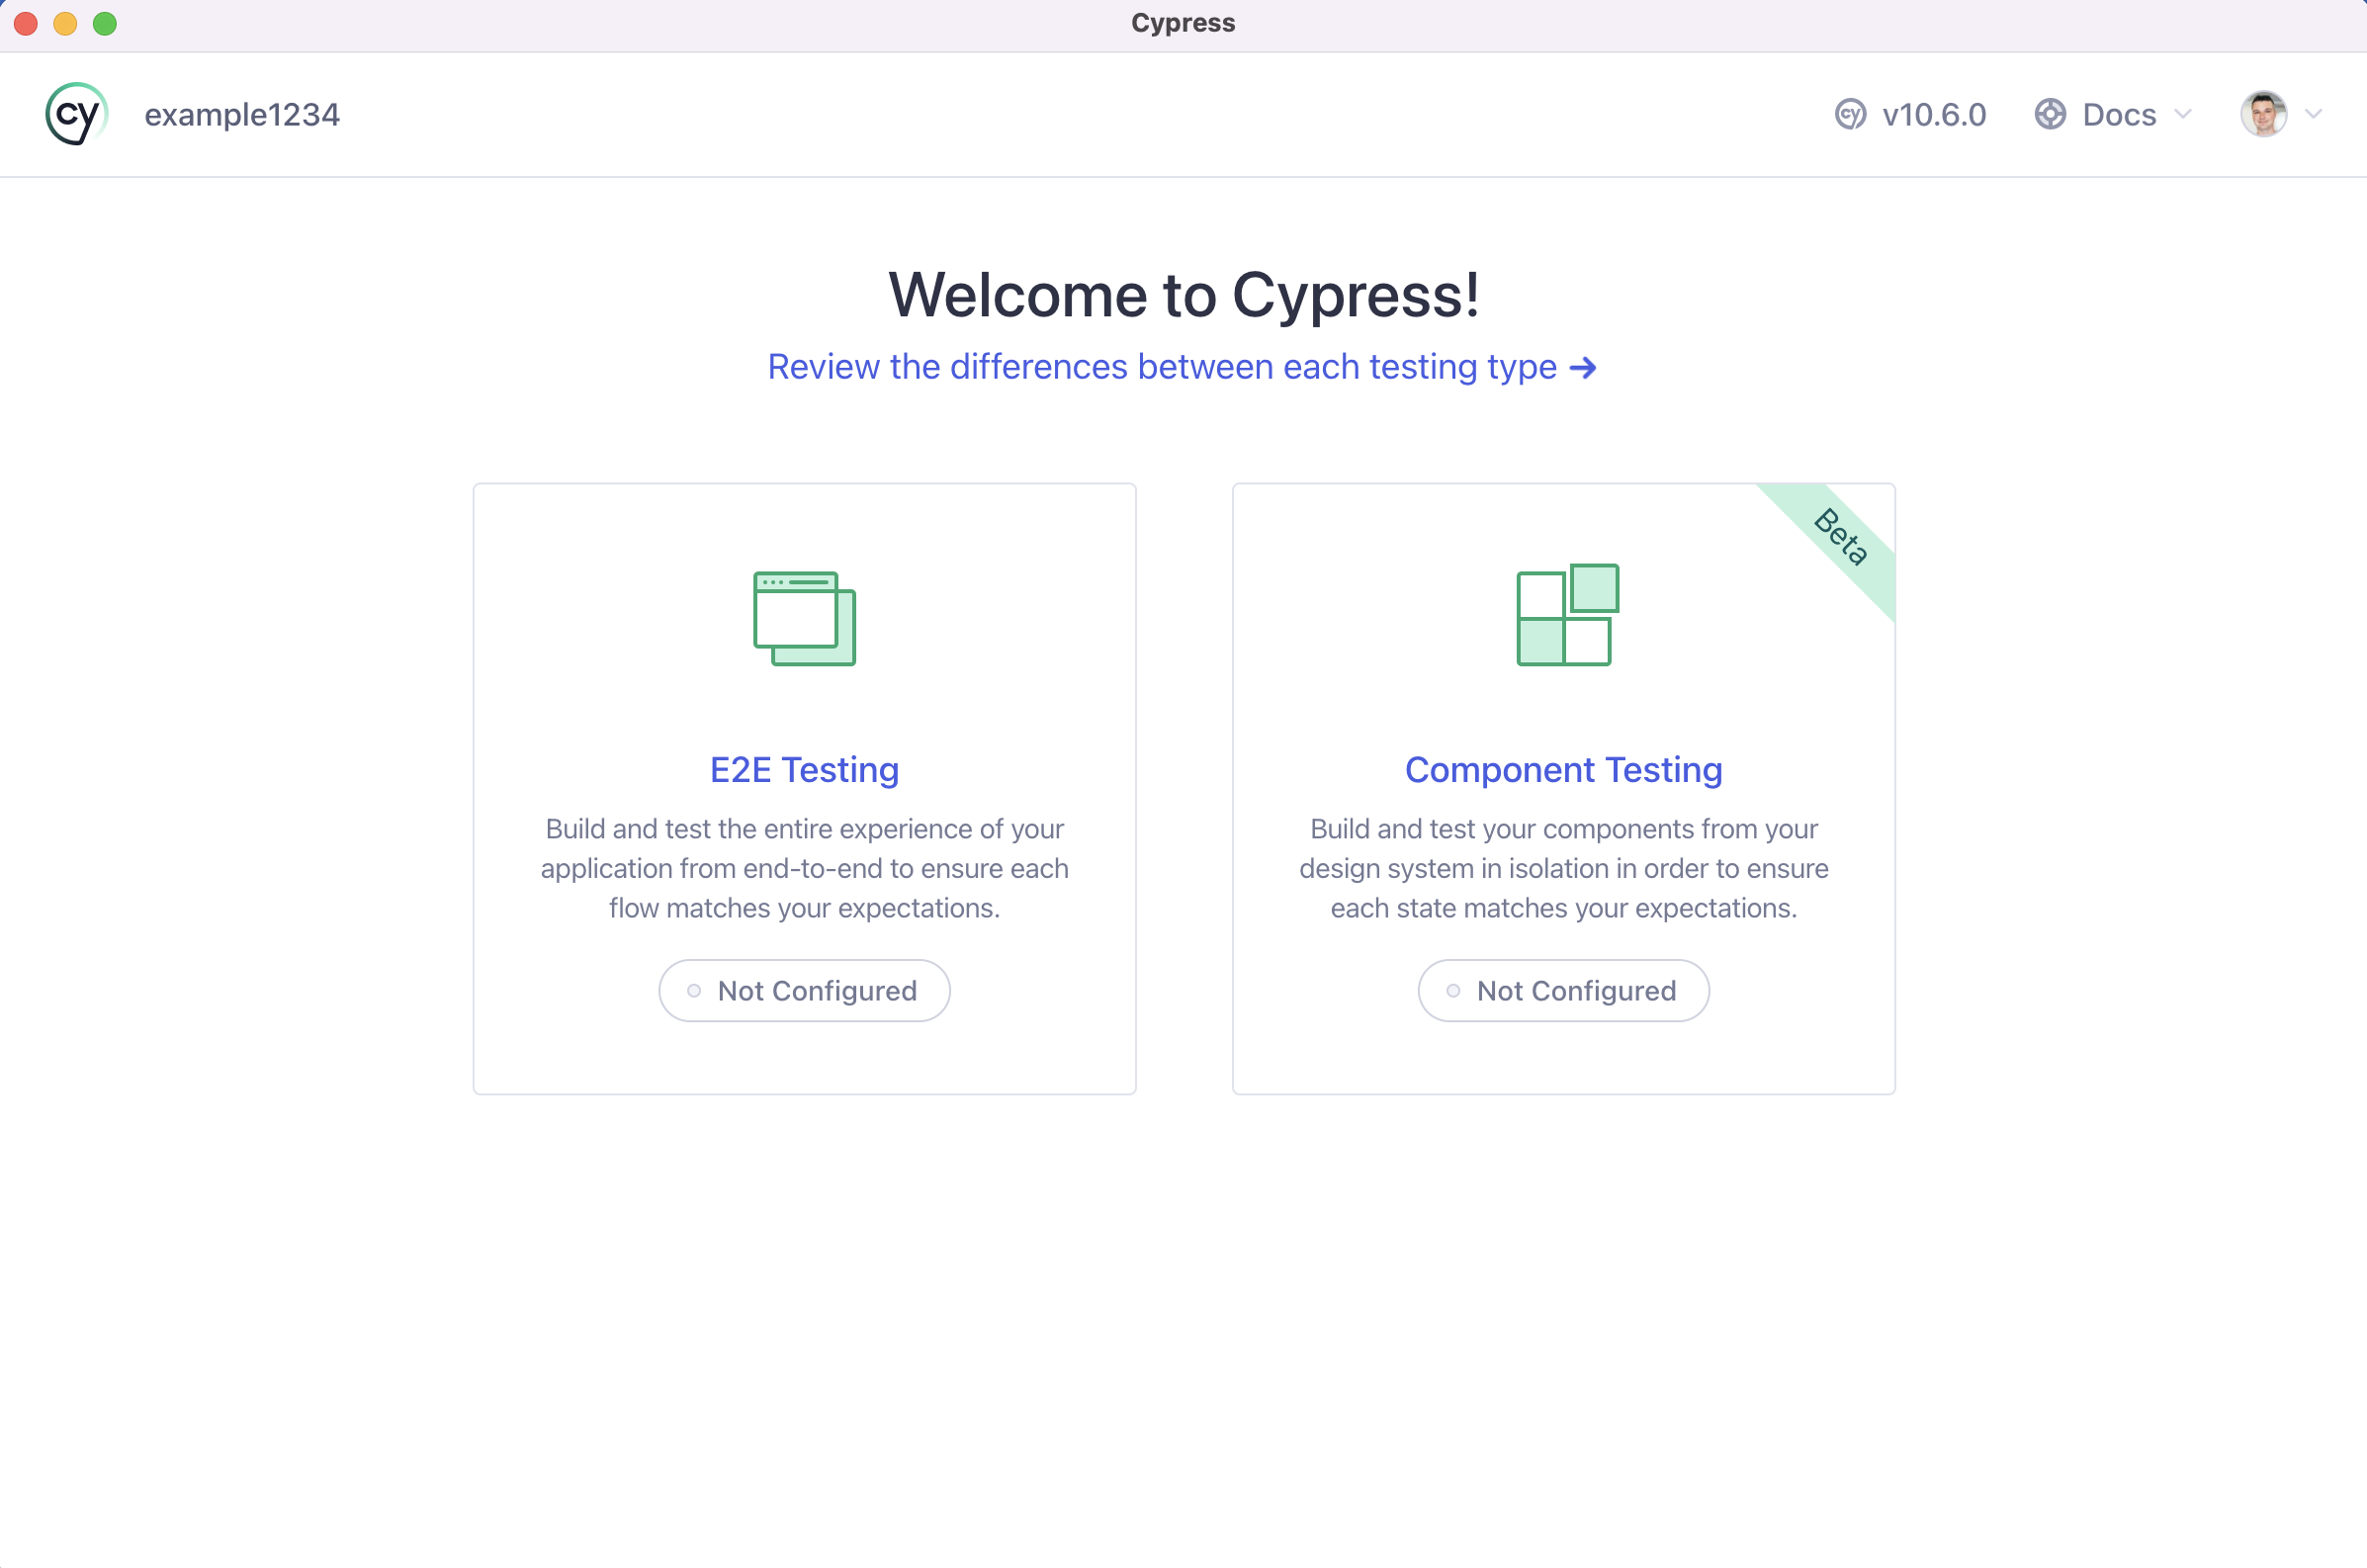 Cypress
cy
example1234
cy
v10.6.0
Docs
Welcome to Cypress!
Review the differences between each testing type →
E2E Testing
Build and test the entire experience of your
application from end-to-end to ensure each
flow matches your expectations.
Not Configured
Beta
Component Testing
Build and test your components from your
design system in isolation in order to ensure
each state matches your expectations.
Not Configured